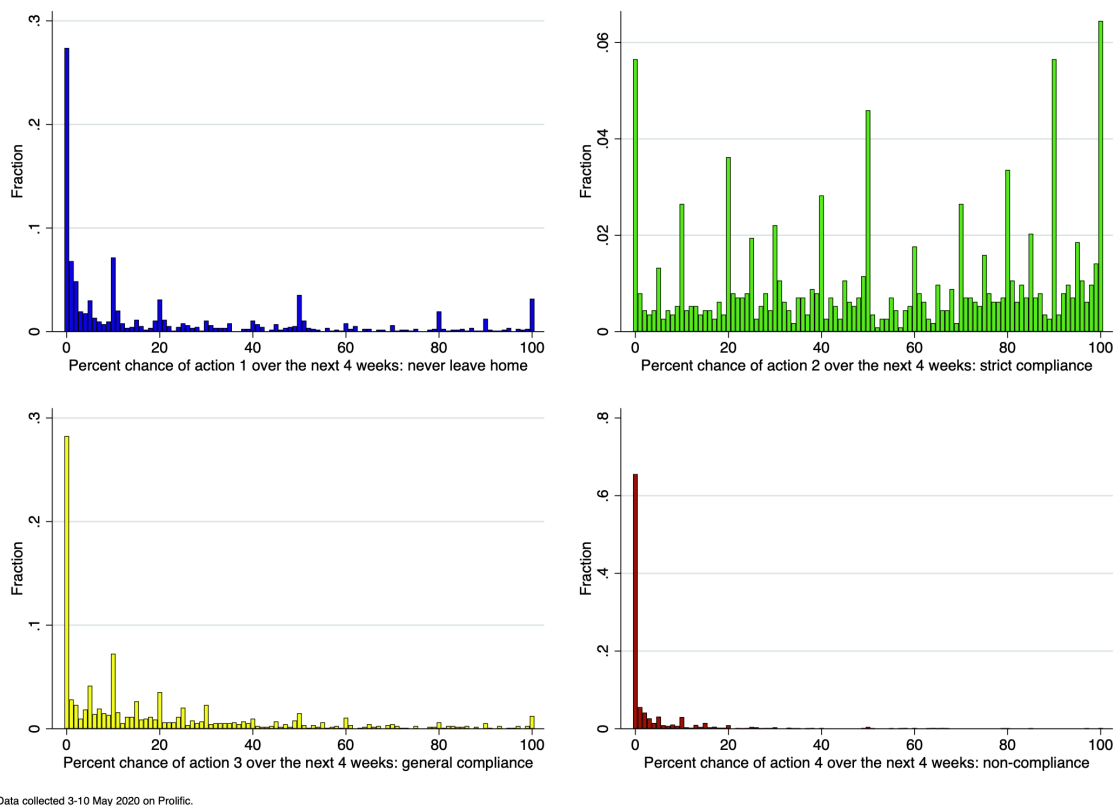 .3
.2
.1
0
Fraction
0 20 40 60 80 100
Percent chance of action 1 over the next 4 weeks: never leave home
.06
.04
.02
0
Fraction
0 20 40 60 80 100
Percent chance of action 2 over the next 4 weeks: strict compliance
.3
.2
.1
0
Fraction
0 20 40 60 80 100
Percent chance of action 3 over the next 4 weeks: general compliance
.8
.6
.4
.2
0
Fraction
0 20 40 60 80 100
Percent chance of action 4 over the next 4 weeks: non-compliance
Data collected 3-10 May 2020 on Prolific.